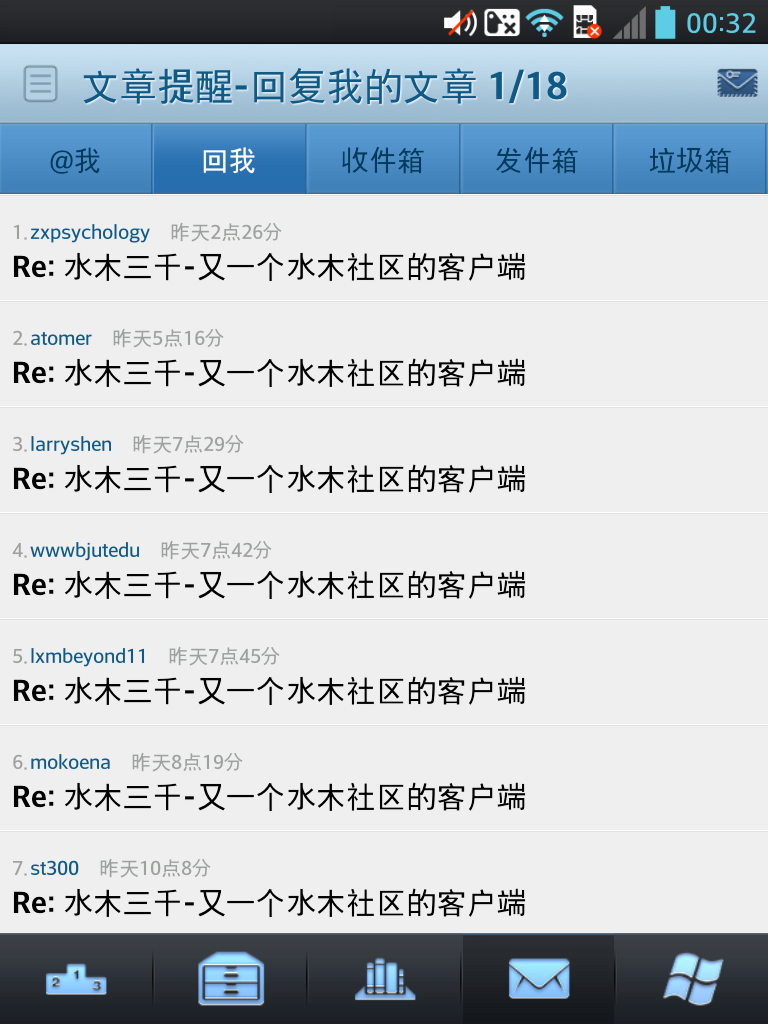 00:32
文章提醒-回复我的文章 1/18
@我 回我 收件箱 发件箱 垃圾箱
1. zxpsychology 昨天2点26分
Re: 水木三千-又一个水木社区的客户端
2. atomer 昨天5点16分
Re: 水木三千-又一个水木社区的客户端
3. larryshen 昨天7点29分
Re: 水木三千-又一个水木社区的客户端
4. wwwbjutedu 昨天7点42分
Re: 水木三千-又一个水木社区的客户端
5. lxmbeyond11 昨天7点45分
Re: 水木三千-又一个水木社区的客户端
6. mokoena 昨天8点19分
Re: 水木三千-又一个水木社区的客户端
7. st300 昨天10点8分
Re: 水木三千-又一个水木社区的客户端
2 1 3